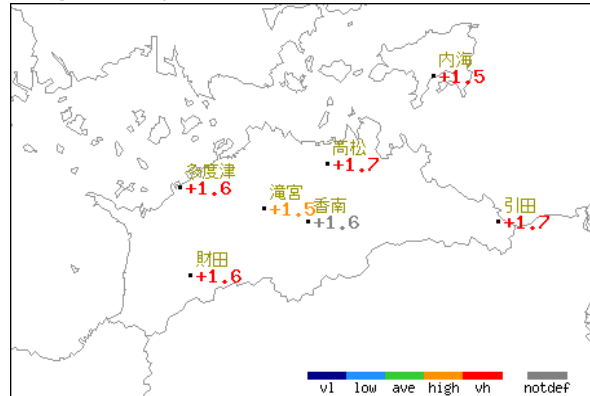 内海
+1.5
高松
+1.7
多度津
+1.6
滝宮
+1.5
香南
+1.6
引田
+1.7
財田
+1.6
vl low ave high vh notdef